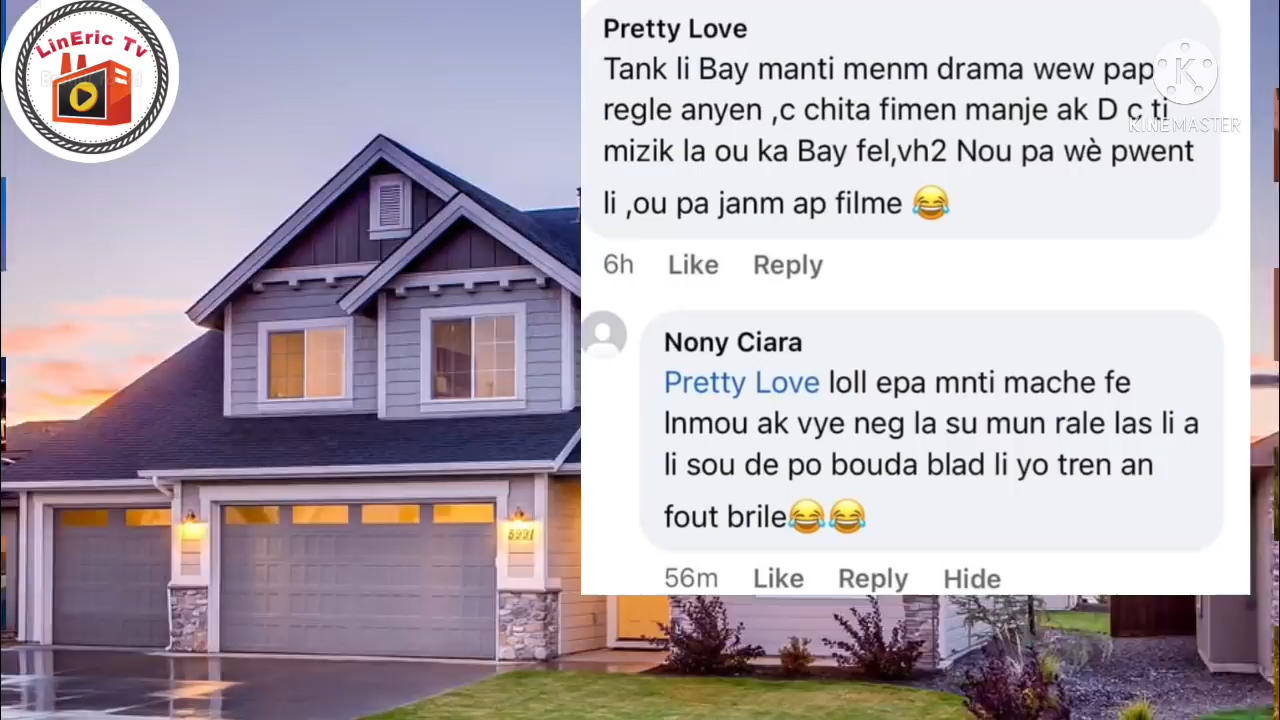 LinEric Tv
Pretty Love
Tank li Bay manti menm drama wew pap
regle anyen ,c chita fimen manje ak D c ti
mizik la ou ka Bay fel,vh2 Nou pa wè pwent
li ,ou pa janm ap filme 😂
6h Like Reply
Nony Ciara
Pretty Love loll epa mnti mache fe
lnmou ak vye neg la su mun rale las li a
li sou de po bouda blad li yo tren an
fout brile😂😂
56m Like Reply Hide
K
KINEMASTER
5921